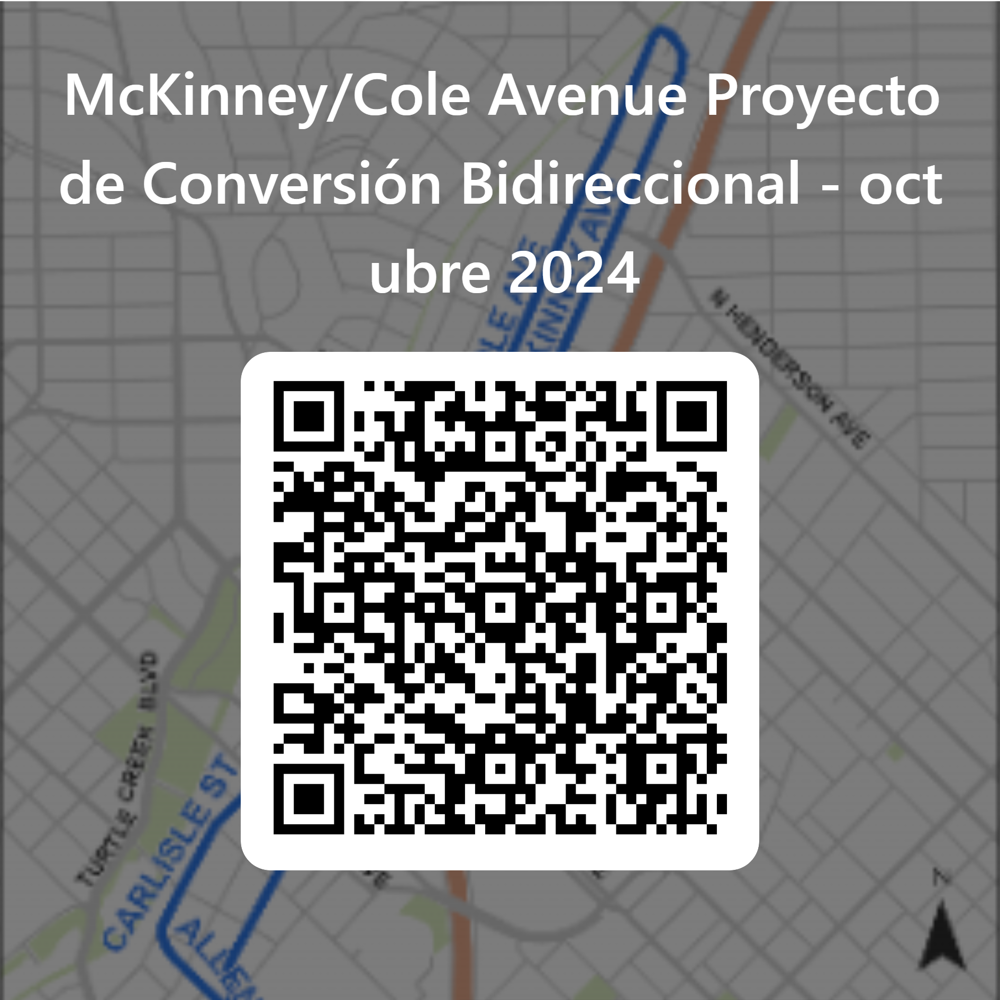 McKinney/Cole Avenue Proyecto
de Conversión Bidireccional - oct
ubre 2024
N HENDERSON AVE
TURTLE CREEK BLVD
CARLISLE ST
N